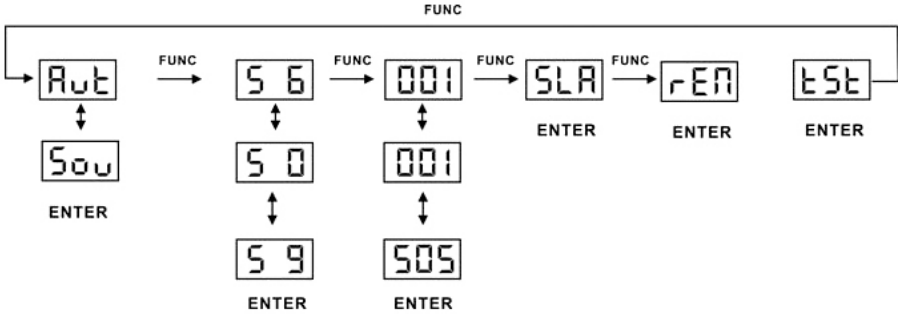 FUNC
FUNC FUNC FUNC FUNC
Aut S 6 001 SLA rEM tSt
ENTER ENTER ENTER
Sou S 0 001
ENTER
S 9 505
ENTER ENTER